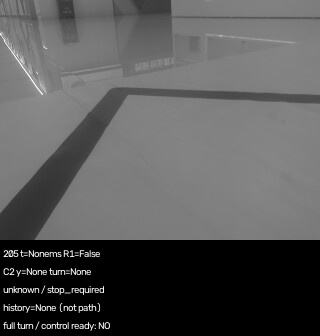 205 t=Nonems R1=False
C2 y=None turn=None
unknown / stop_required
history=None (not path)
full turn / control ready: NO